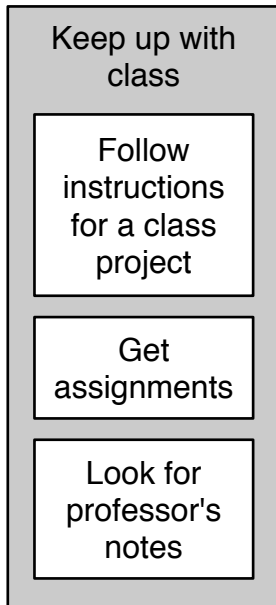 Keep up with
class
Follow
instructions
for a class
project
Get
assignments
Look for
professor's
notes